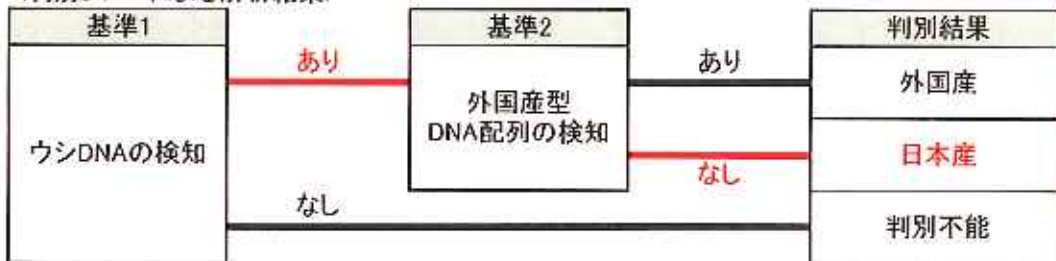 基準1
基準2
判別結果
あり
あり
外国産
外国産型
DNA配列の検知
ウシDNAの検知
日本産
なし
なし
判別不能